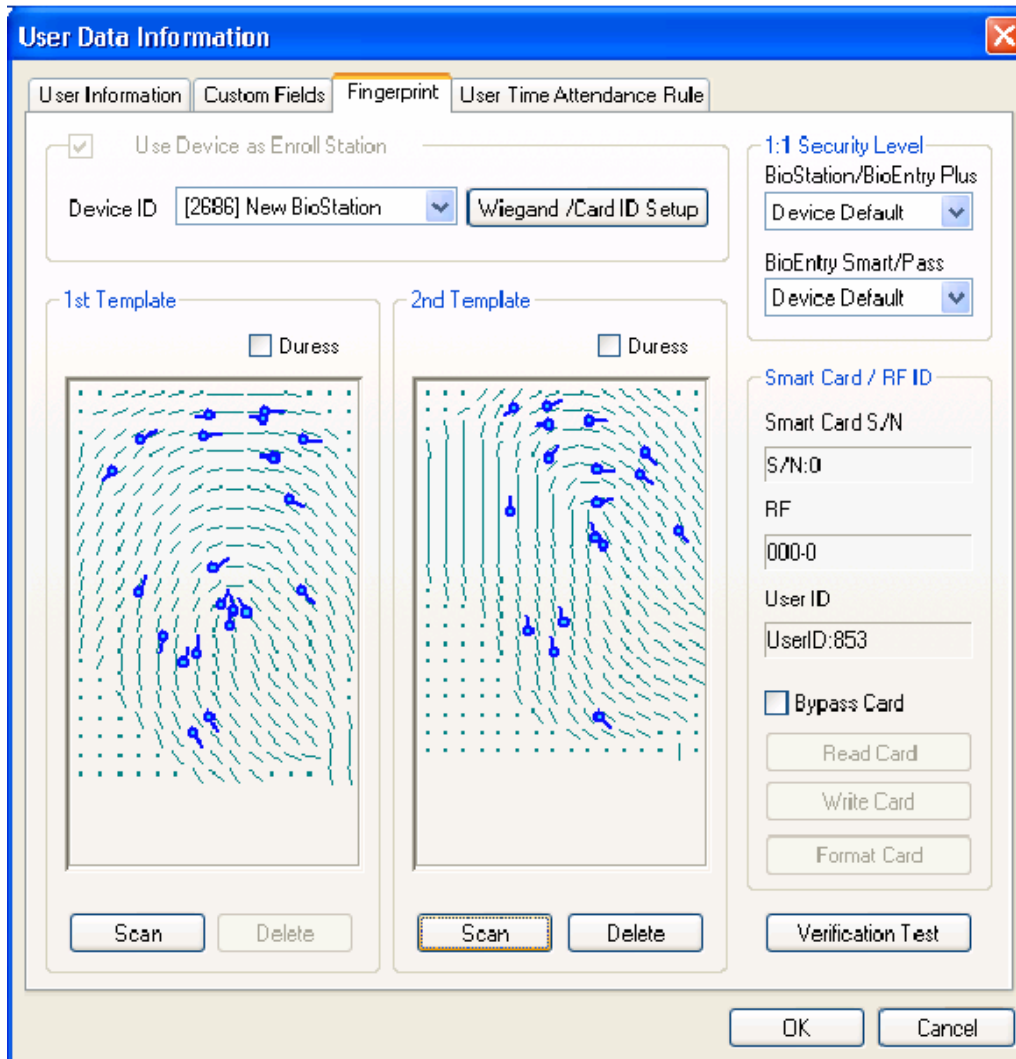 User Data Information
User Information
Custom Fields
Fingerprint
User Time Attendance Rule
Use Device as Enroll Station
Device ID
[2686] New BioStation
Wiegand /Card ID Setup
1:1 Security Level
BioStation/BioEntry Plus
Device Default
BioEntry Smart/Pass
Device Default
1st Template
Duress
2nd Template
Duress
Scan
Delete
Scan
Delete
Smart Card / RF ID
Smart Card S/N
S/N:0
RF
000-0
User ID
UserID:853
Bypass Card
Read Card
Write Card
Format Card
Verification Test
OK
Cancel